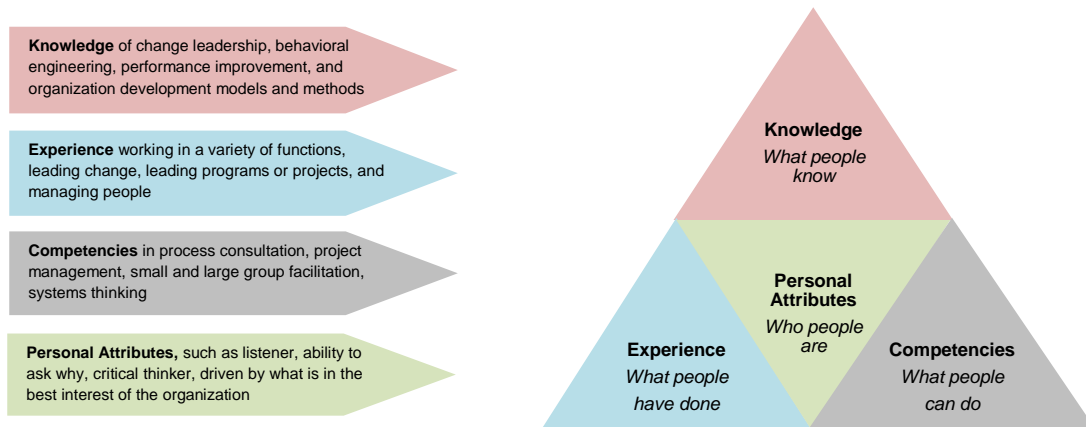 Knowledge of change leadership, behavioral
engineering, performance improvement, and
organization development models and methods
Experience working in a variety of functions,
leading change, leading programs or projects, and
managing people
Competencies in process consultation, project
management, small and large group facilitation,
systems thinking
Personal Attributes, such as listener, ability to
ask why, critical thinker, driven by what is in the
best interest of the organization
Knowledge
What people
know
Personal
Attributes
Who people
are
Experience
What people
have done
Competencies
What people
can do